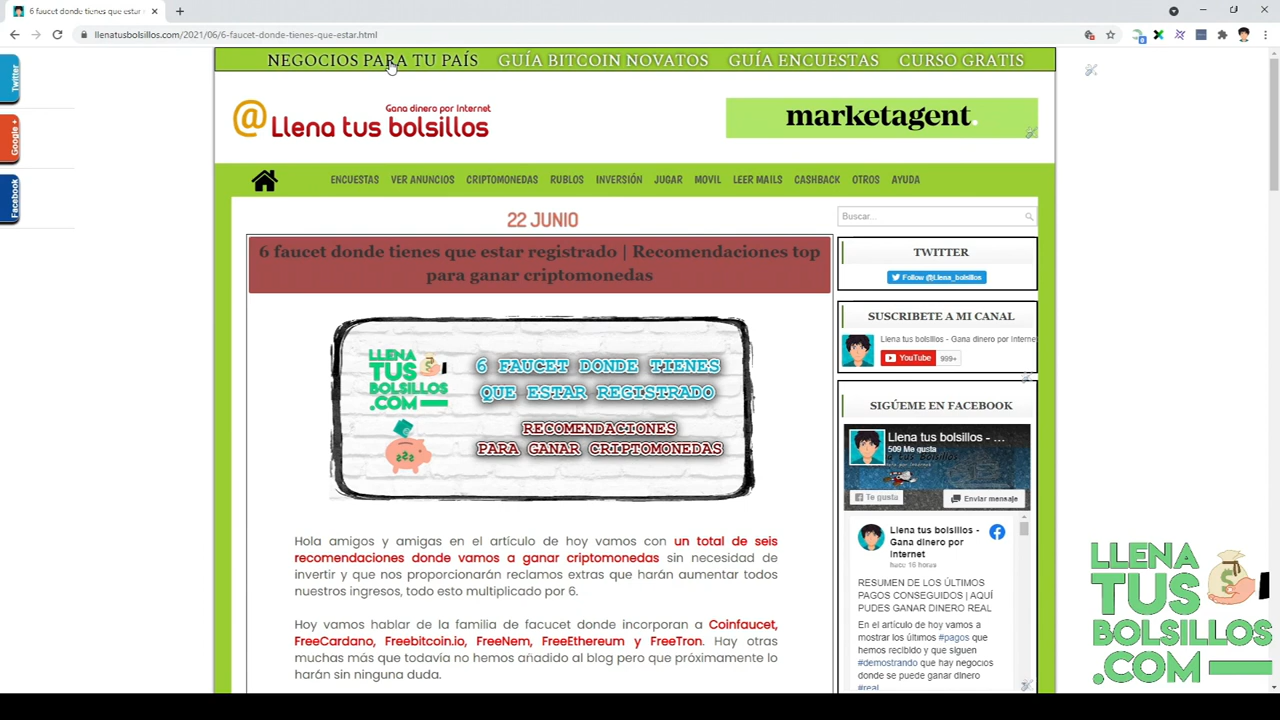 6 faucet donde tienes que estar
llenatusbolsillos.com/2021/06/6-faucet-donde-tienes-que-estar.html
Twitter
Google +
Facebook
NEGOCIOS PARA TU PAÍS GUÍA BITCOIN NOVATOS GUÍA ENCUESTAS CURSO GRATIS
Gana dinero por Internet
@Llena tus bolsillos
marketagent.
ENCUESTAS VER ANUNCIOS CRIPTOMONEDAS RUBLOS INVERSIÓN JUGAR MOVIL LEER MAILS CASHBACK OTROS AYUDA
22 JUNIO
6 faucet donde tienes que estar registrado | Recomendaciones top
para ganar criptomonedas
LLENA
TUS
BOLSILLOS
.COM
6 FAUCET DONDE TIENES
QUE ESTAR REGISTRADO
RECOMENDACIONES
PARA GANAR CRIPTOMONEDAS
Hola amigos y amigas en el artículo de hoy vamos con un total de seis
recomendaciones donde vamos a ganar criptomonedas sin necesidad de
invertir y que nos proporcionarán reclamos extras que harán aumentar todos
nuestros ingresos, todo esto multiplicado por 6.
Hoy vamos hablar de la familia de facucet donde incorporan a Coinfaucet,
FreeCardano, Freebitcoin.io, FreeNem, FreeEthereum y FreeTron. Hay otras
muchas más que todavía no hemos añadido al blog pero que próximamente lo
harán sin ninguna duda.
Buscar...
TWITTER
Follow @Llena_bolsillos
SUSCRIBETE A MI CANAL
Llena tus bolsillos - Gana dinero por Interne
YouTube 999+
SIGÚEME EN FACEBOOK
Llena tus bolsillos - ...
509 Me gusta
Te gusta
Enviar mensaje
Llena tus bolsillos -
Gana dinero por
Internet
hace 16 horas
RESUMEN DE LOS ÚLTIMOS
PAGOS CONSEGUIDOS | AQUÍ
PUDES GANAR DINERO REAL
En el artículo de hoy vamos a
mostrar los últimos #pagos que
hemos recibido y que siguen
#demostrando que hay negocios
donde se puede ganar dinero
#real
LLENA
TUS
BOLSILLOS
.COM